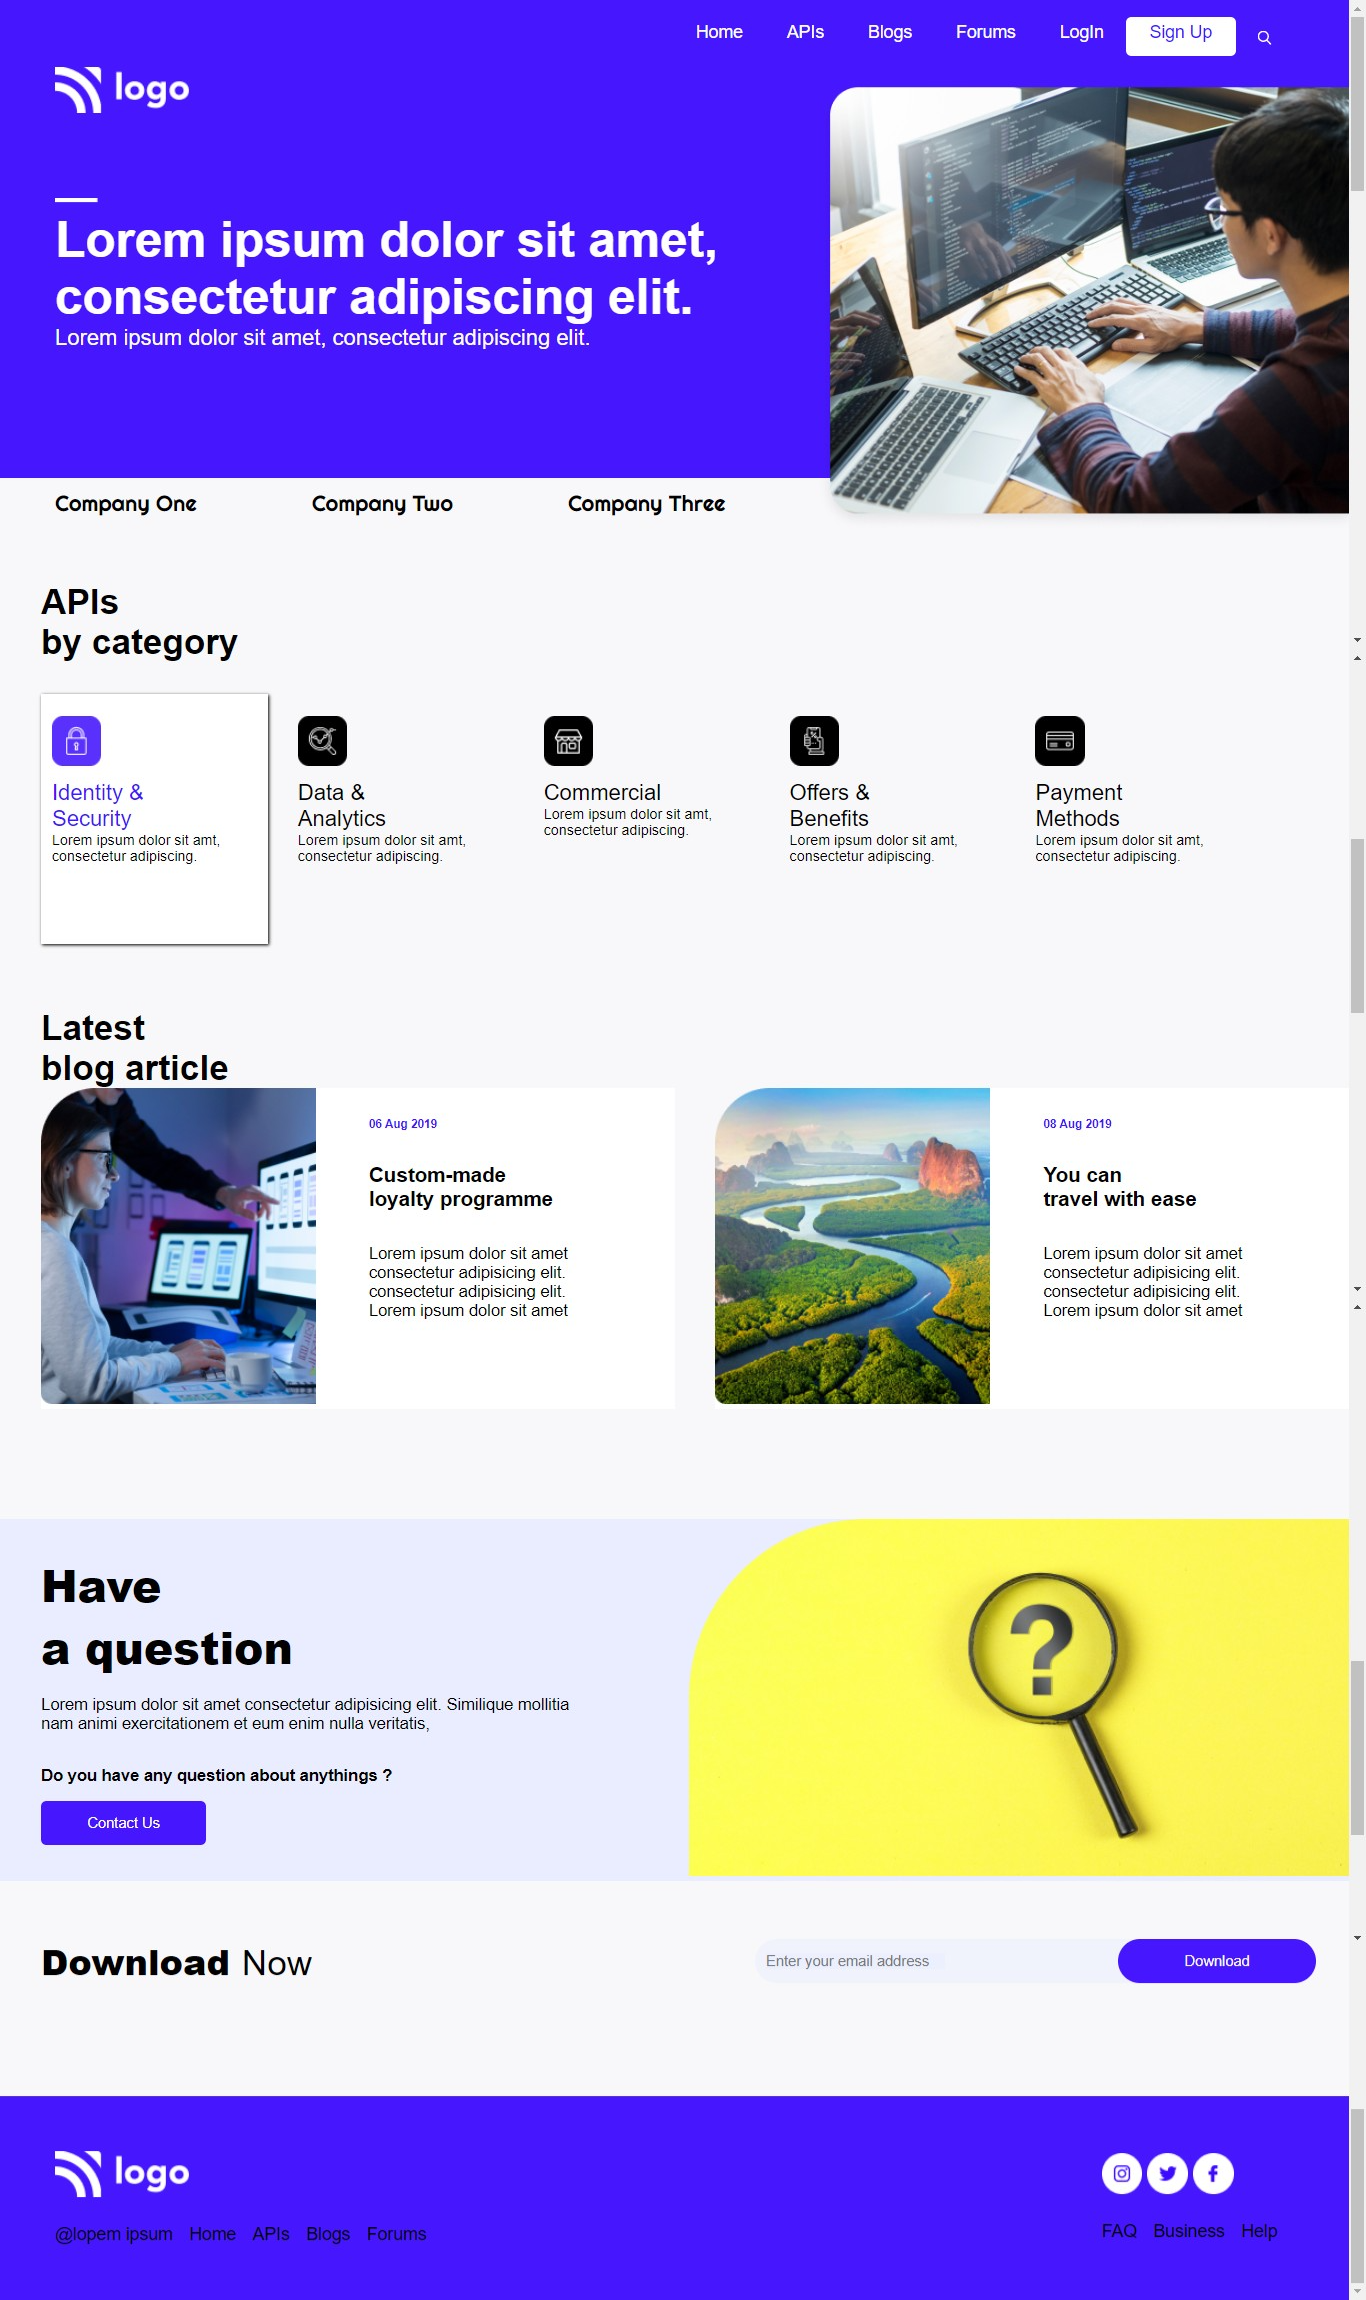 Home APIs Blogs Forums LogIn Sign Up
logo
Lorem ipsum dolor sit amet,
consectetur adipiscing elit.
Lorem ipsum dolor sit amet, consectetur adipiscing elit.
Company One Company Two Company Three
APIs
by category
Identity &
Security
Lorem ipsum dolor sit amt,
consectetur adipiscing.
Data &
Analytics
Lorem ipsum dolor sit amt,
consectetur adipiscing.
Commercial
Lorem ipsum dolor sit amt,
consectetur adipiscing.
Offers &
Benefits
Lorem ipsum dolor sit amt,
consectetur adipiscing.
Payment
Methods
Lorem ipsum dolor sit amt,
consectetur adipiscing.
Latest
blog article
06 Aug 2019
Custom-made
loyalty programme
Lorem ipsum dolor sit amet
consectetur adipisicing elit.
consectetur adipisicing elit.
Lorem ipsum dolor sit amet
08 Aug 2019
You can
travel with ease
Lorem ipsum dolor sit amet
consectetur adipisicing elit.
consectetur adipisicing elit.
Lorem ipsum dolor sit amet
Have
a question
Lorem ipsum dolor sit amet consectetur adipisicing elit. Similique mollitia
nam animi exercitationem et eum enim nulla veritatis,
Do you have any question about anythings ?
Contact Us
?
Download Now
Enter your email address
Download
logo
@lopem ipsum Home APIs Blogs Forums
FAQ Business Help